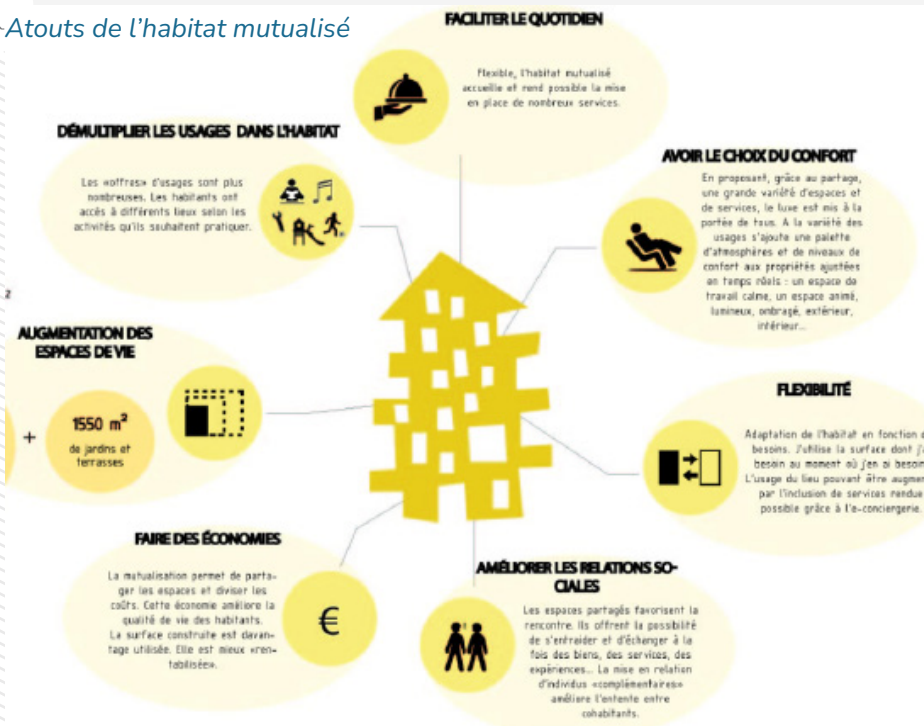 Atouts de l'habitat mutualisé
FACILITER LE QUOTIDIEN
Flexible, l'habitat mutualisé
accueille et rend possible la mise
en place de nombreux services.
DÉMULTIPLIER LES USAGES DANS L'HABITAT
Les «offres» d'usages sont plus
nombreuses. Les habitants ont
accès à différents lieux selon les
activités qu'ils souhaitent pratiquer.
AVOIR LE CHOIX DU CONFORT
En proposant, grâce au partage,
une grande variété d'espaces et
de services, le luxe est mis à la
portée de tous. A la variété des
usages s'ajoute une palette
d'atmosphères et de niveaux de
confort aux propriétés ajustées
en temps réels : un espace de
travail calme, un espace animé,
lumineux, ombragé, extérieur,
intérieur...
2
AUGMENTATION DES
ESPACES DE VIE
+
1550 m²
de jardins et
terrasses
FLEXIBILITÉ
Adaptation de l'habitat en fonction
besoins. J'utilise la surface dont
besoin au moment où j'en ai
L'usage du lieu pouvant être
par l'inclusion de services rendue
possible grâce à l'e-conciergerie.
FAIRE DES ÉCONOMIES
La mutualisation permet de parta-
ger les espaces et diviser les
coûts. Cette économie améliore la
qualité de vie des habitants.
La surface construite est davan-
tage utilisée. Elle est mieux «ren-
tabilisée».
€
AMÉLIORER LES RELATIONS SO-
CIALES
Les espaces partagés favorisent la
rencontre. Ils offrent la possibilité
de s'entraider et d'échanger à la
fois des biens, des services, des
expériences... La mise en relation
d'individus «complémentaires»
améliore l'entente entre
cohabitants.